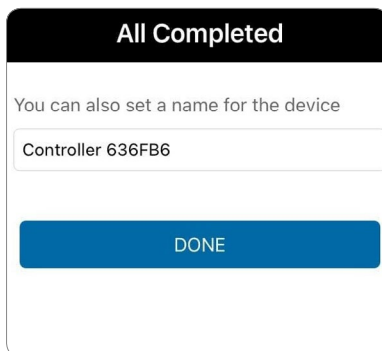 All Completed
You can also set a name for the device
Controller 636FB6
DONE